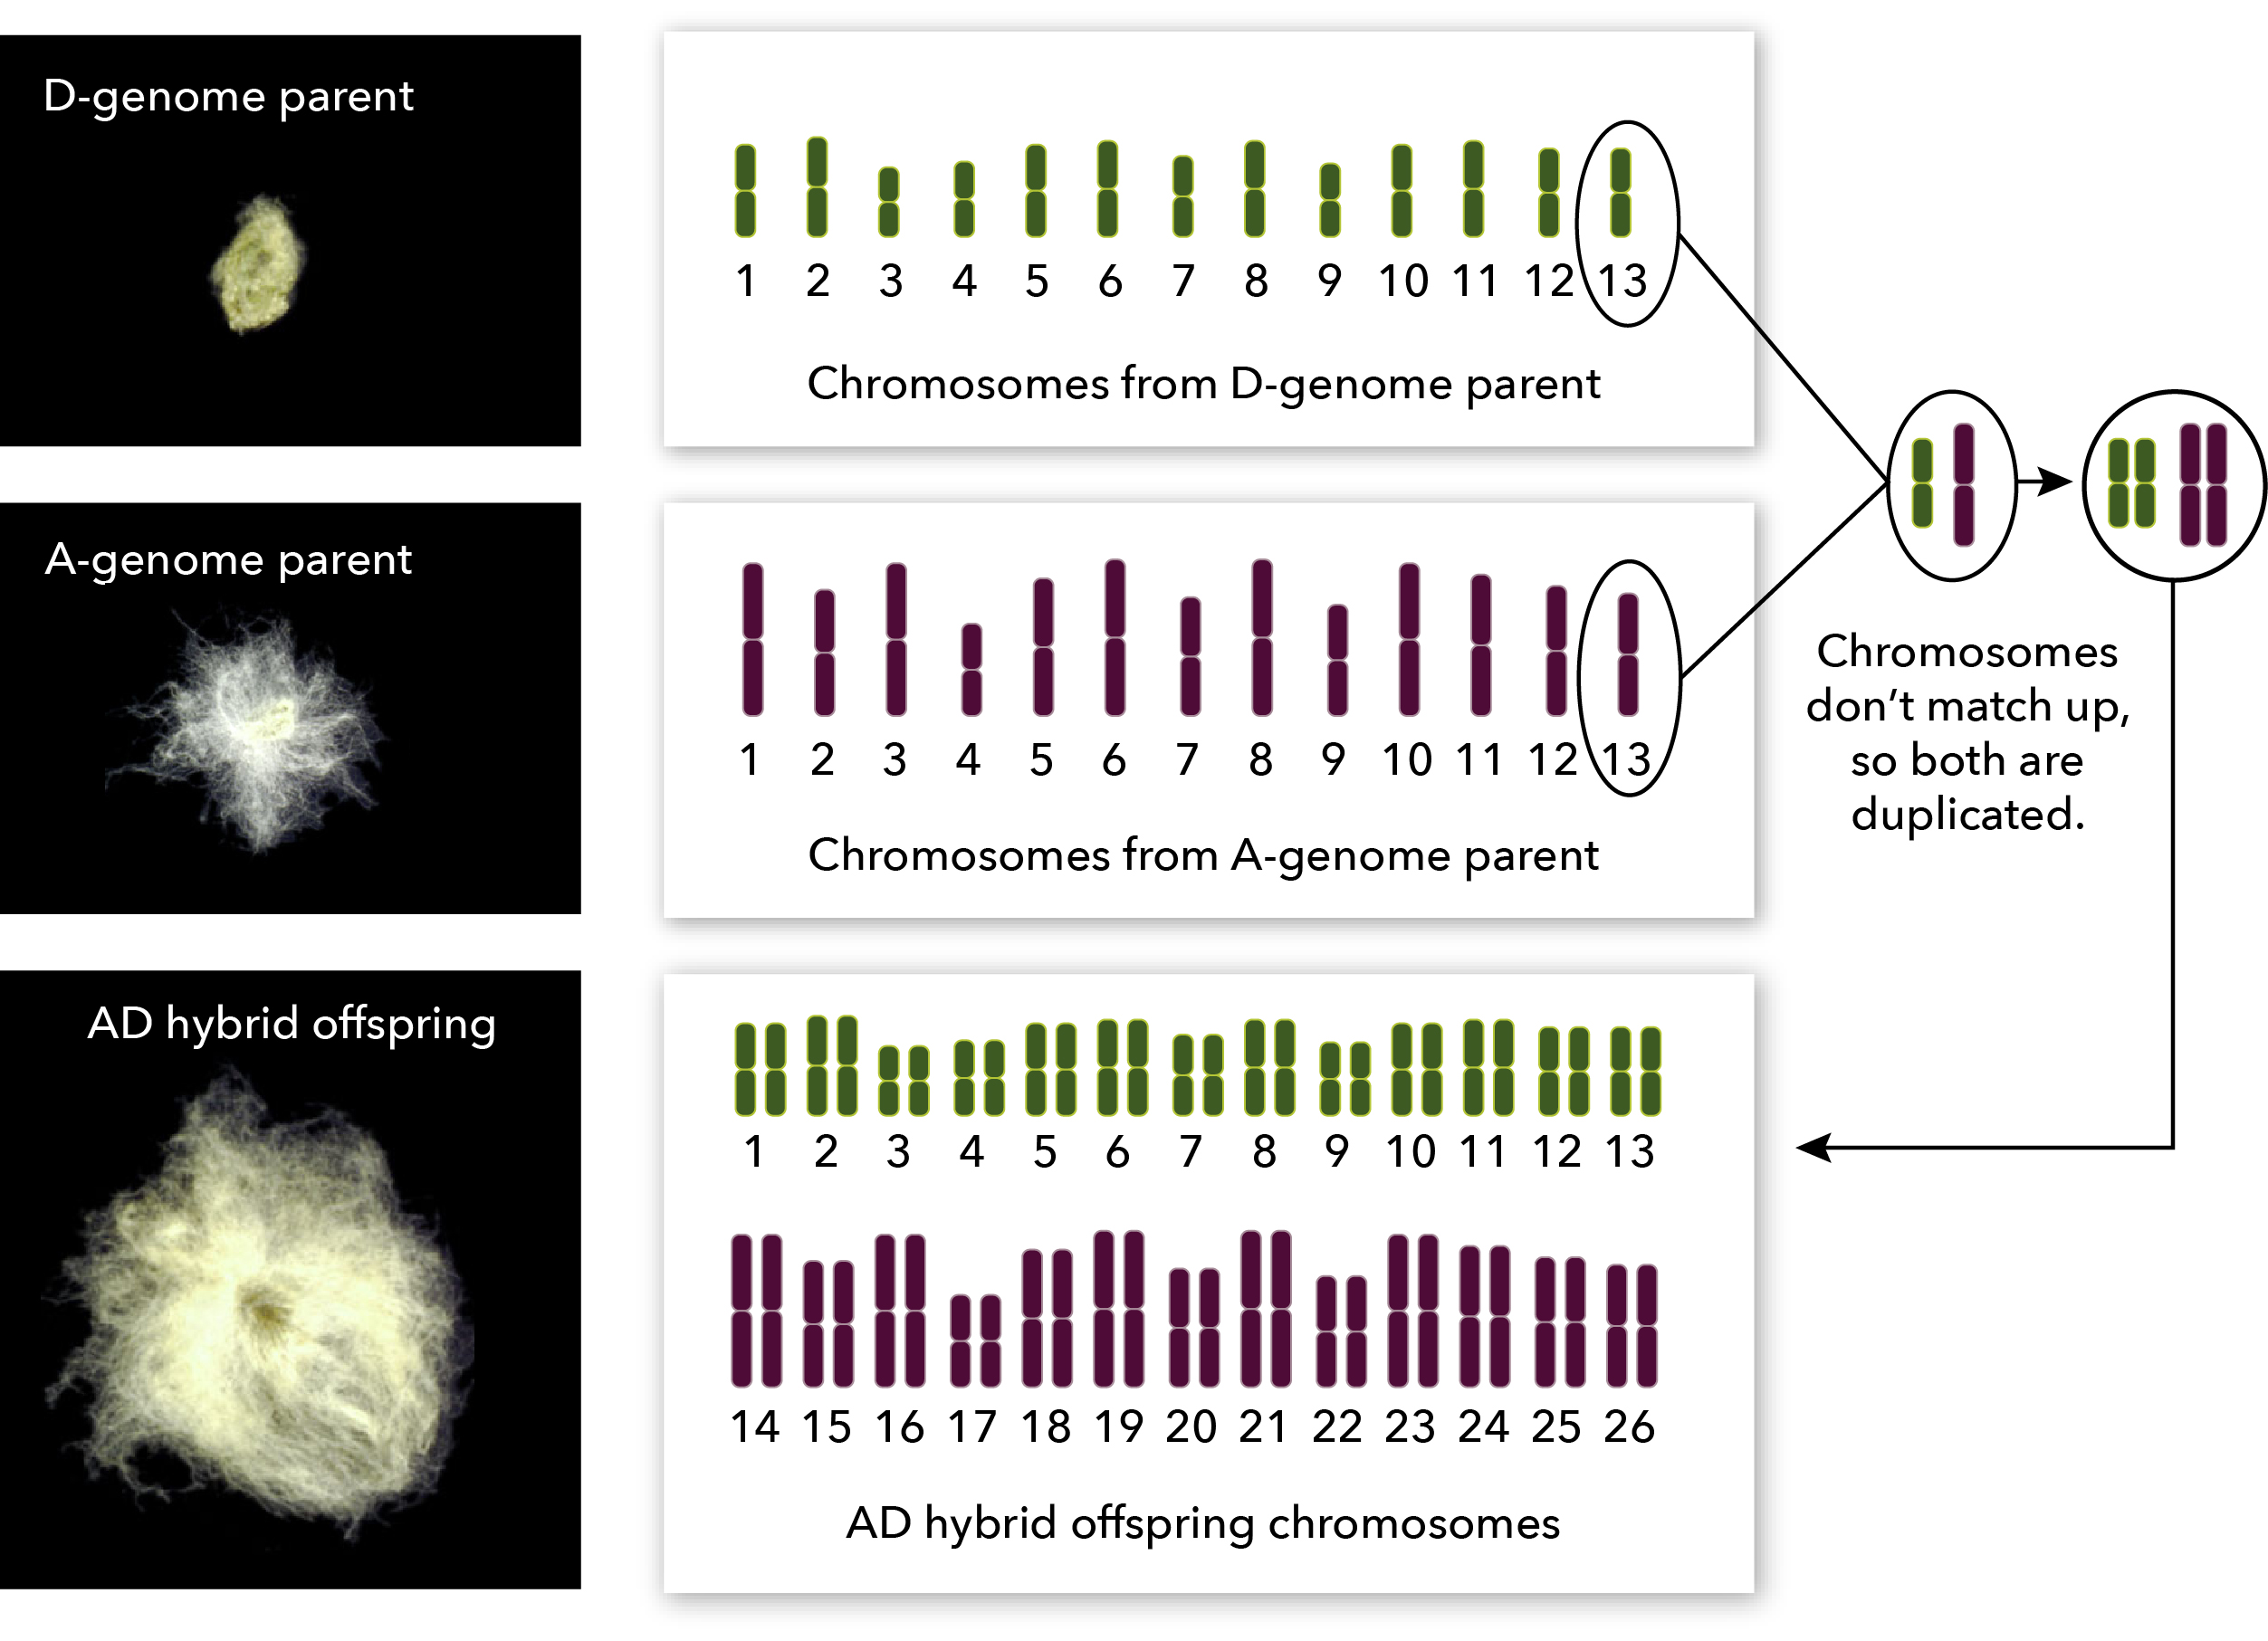 D-genome parent
1 2 3 4 5 6 7 8 9 10 11 12 13
Chromosomes from D-genome parent
A-genome parent
1 2 3 4 5 6 7 8 9 10 11 12 13
Chromosomes from A-genome parent
Chromosomes
don’t match up,
so both are
duplicated.
AD hybrid offspring
1 2 3 4 5 6 7 8 9 10 11 12 13
14 15 16 17 18 19 20 21 22 23 24 25 26
AD hybrid offspring chromosomes